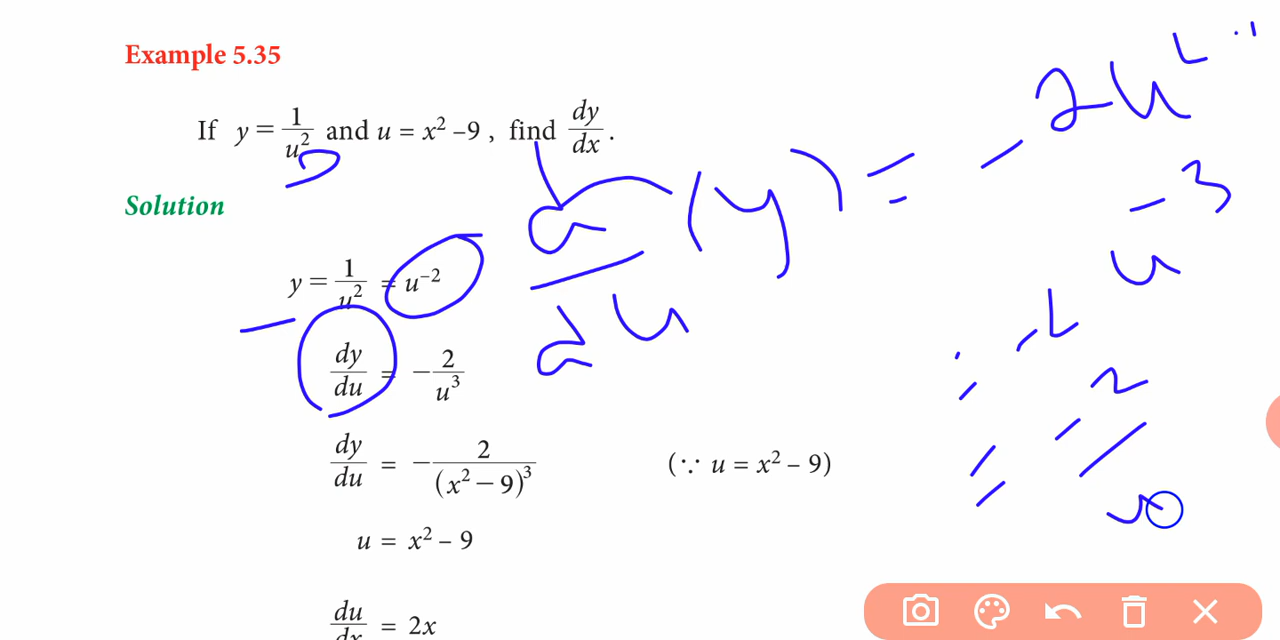 Example 5.35
If y = 1/u² and u = x² –9 , find dy/dx .
Solution
y = 1/u² = u⁻²
dy/du = – 2/u³
dy/du = – 2/(x² – 9)³ (∵ u = x² – 9)
u = x² – 9
du/dx = 2x
d/du (y) = - 2u
u - 3
- 2